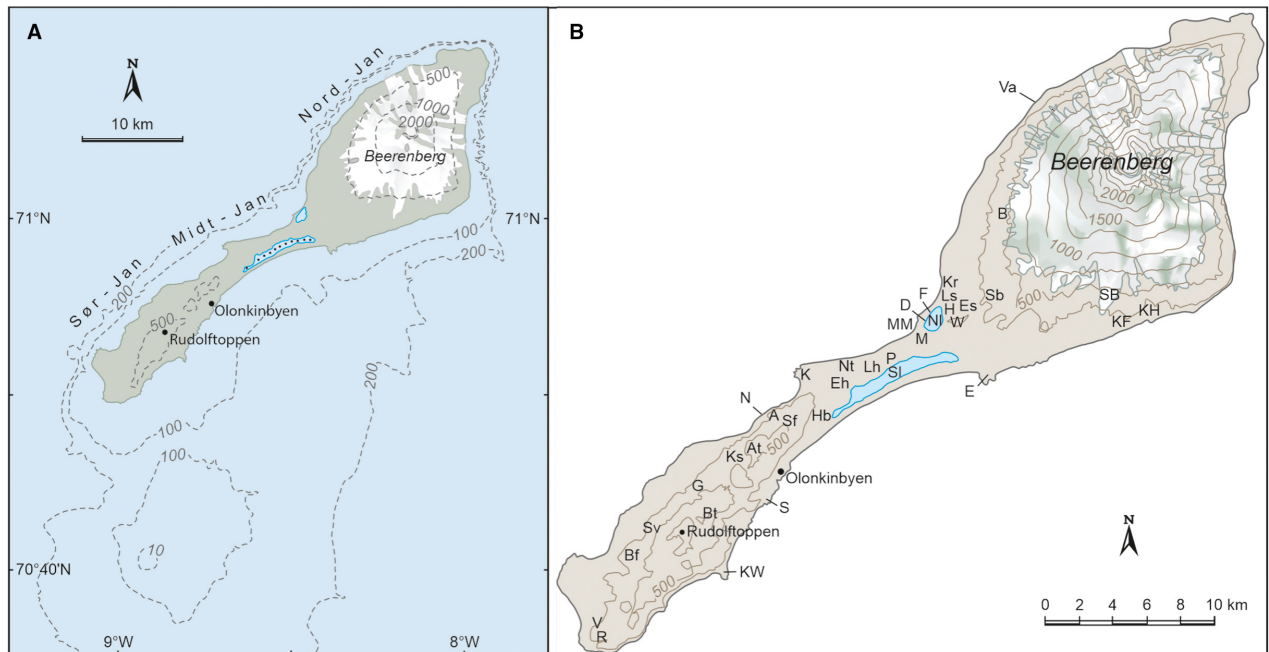 A
N
10 km
Nord-Jan
Midt-Jan
Sør-Jan
500
1000
2000
Beerenberg
71°N
71°N
100
200
200
500
Olonkinbyen
Rudolftoppen
200
100
100
10
70°40'N
9°W
8°W
B
Va
Beerenberg
2000
1500
1000
500
B
Kr
Ls
F
H
Es
Sb
SB
D
MM
Nl
W
KH
KF
M
P
Nt
Lh
Sl
K
Eh
E
N
A
Sf
Hb
500
At
Ks
Olonkinbyen
G
S
Bt
Sv
Rudolftoppen
Bf
KW
500
V
R
N
0 2 4 6 8 10 km